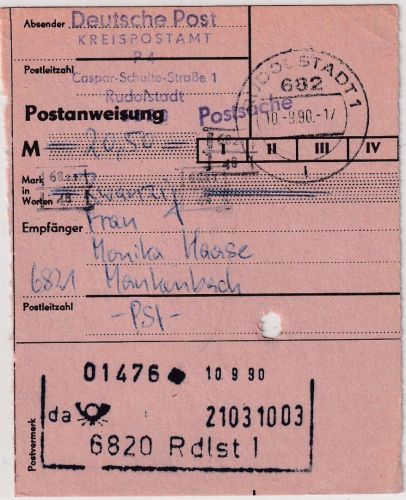 Absender Deutsche Post
KREISPOSTAMT
P 4
Postleitzahl
Caspar-Schulte-Straße 1
Rudolstadt
Postanweisung
Postsache
RUDOLSTADT 1
682
10.-9.90.-17
M 20,50
I II III IV
I
Mark
in
Worten
Zwanzig
Empfänger Frau
Monika Haase
6821 Mankenbach
Postleitzahl
-PSt-
01476 10 9 90
da 21031003
6820 Rdlst 1
Postvermerk